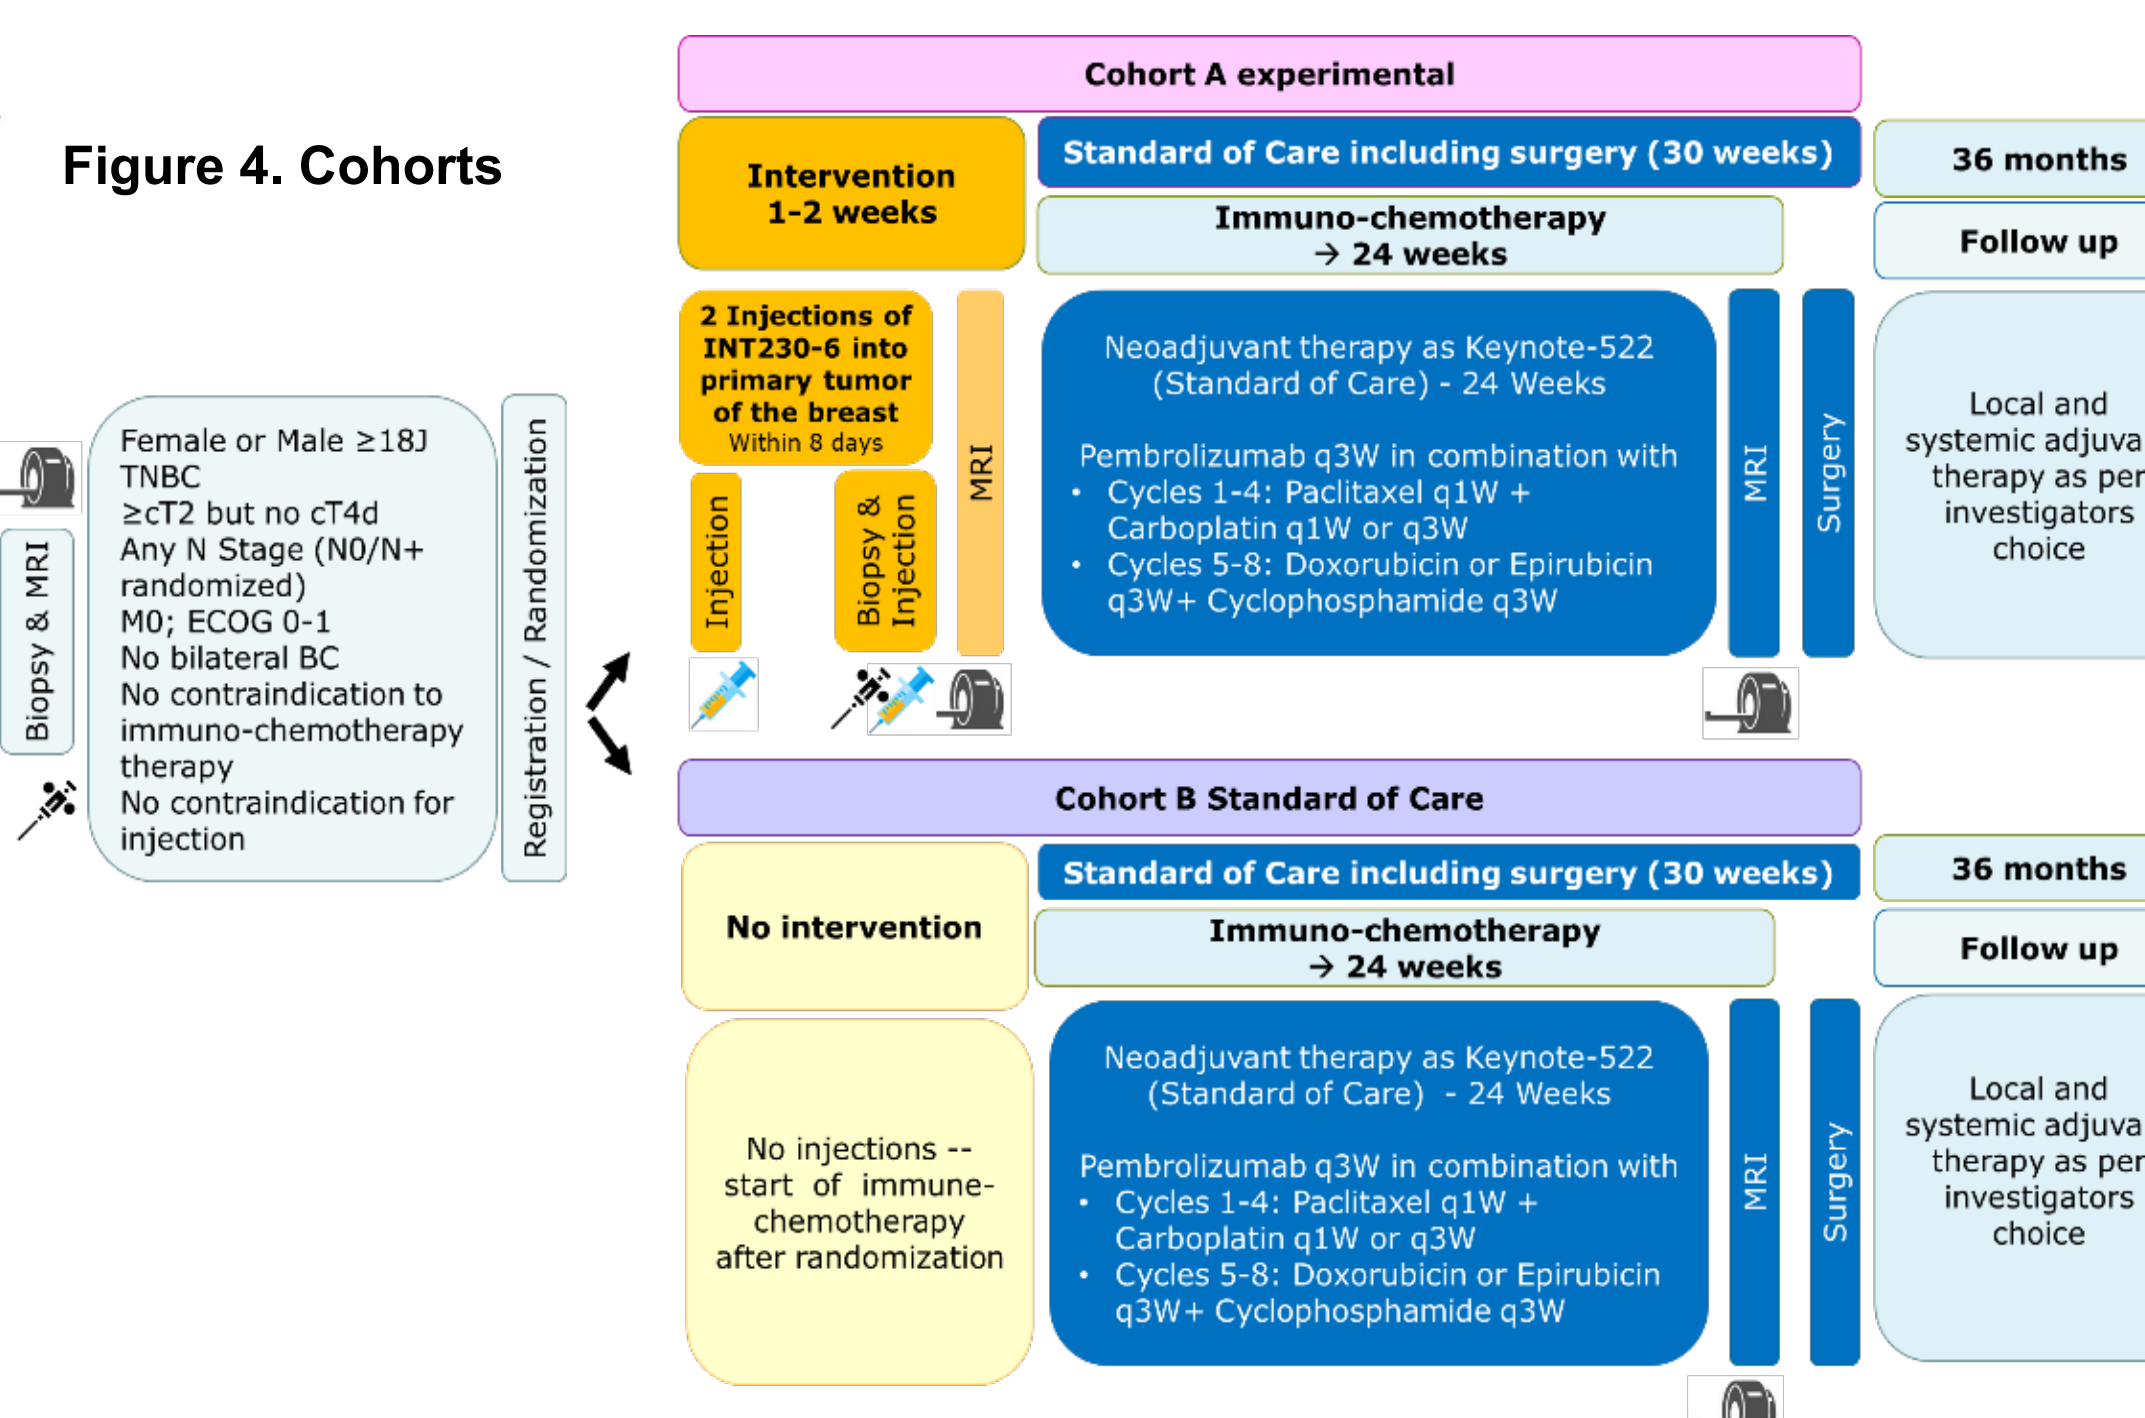 Figure 4. Cohorts
Biopsy & MRI
Female or Male ≥18J
TNBC
≥cT2 but no cT4d
Any N Stage (N0/N+
randomized)
M0; ECOG 0-1
No bilateral BC
No contraindication to
immuno-chemotherapy
therapy
No contraindication for
injection
Registration / Randomization
Cohort A experimental
Intervention
1-2 weeks
Standard of Care including surgery (30 weeks)
Immuno-chemotherapy
→ 24 weeks
36 months
Follow up
2 Injections of
INT230-6 into
primary tumor
of the breast
Within 8 days
Injection
Biopsy &
Injection
MRI
Neoadjuvant therapy as Keynote-522
(Standard of Care) - 24 Weeks
Pembrolizumab q3W in combination with
• Cycles 1-4: Paclitaxel q1W +
Carboplatin q1W or q3W
• Cycles 5-8: Doxorubicin or Epirubicin
q3W+ Cyclophosphamide q3W
MRI
Surgery
Local and
systemic adjuva
therapy as per
investigators
choice
Cohort B Standard of Care
No intervention
Standard of Care including surgery (30 weeks)
Immuno-chemotherapy
→ 24 weeks
36 months
Follow up
No injections --
start of immune-
chemotherapy
after randomization
Neoadjuvant therapy as Keynote-522
(Standard of Care) - 24 Weeks
Pembrolizumab q3W in combination with
• Cycles 1-4: Paclitaxel q1W +
Carboplatin q1W or q3W
• Cycles 5-8: Doxorubicin or Epirubicin
q3W+ Cyclophosphamide q3W
MRI
Surgery
Local and
systemic adjuva
therapy as per
investigators
choice